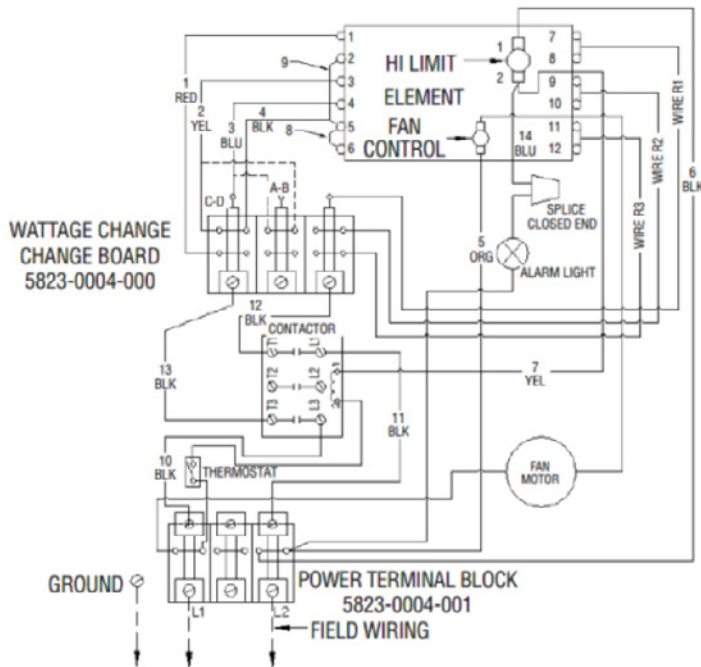 1
2
3
4
5
6
7
8
9
10
11
12
HI LIMIT
1
2
ELEMENT
FAN
CONTROL
9
8
1
RED
2
YEL
3
BLU
4
BLK
14
BLU
WIRE R1
WIRE R2
WIRE R3
6
BLK
SPLICE
CLOSED END
5
ORG
ALARM LIGHT
C-D
A-B
WATTAGE CHANGE
CHANGE BOARD
5823-0004-000
12
BLK
CONTACTOR
T1
L1
T2
L2
T3
L3
13
BLK
11
BLK
7
YEL
10
BLK
THERMOSTAT
FAN
MOTOR
GROUND
L1
L2
POWER TERMINAL BLOCK
5823-0004-001
FIELD WIRING